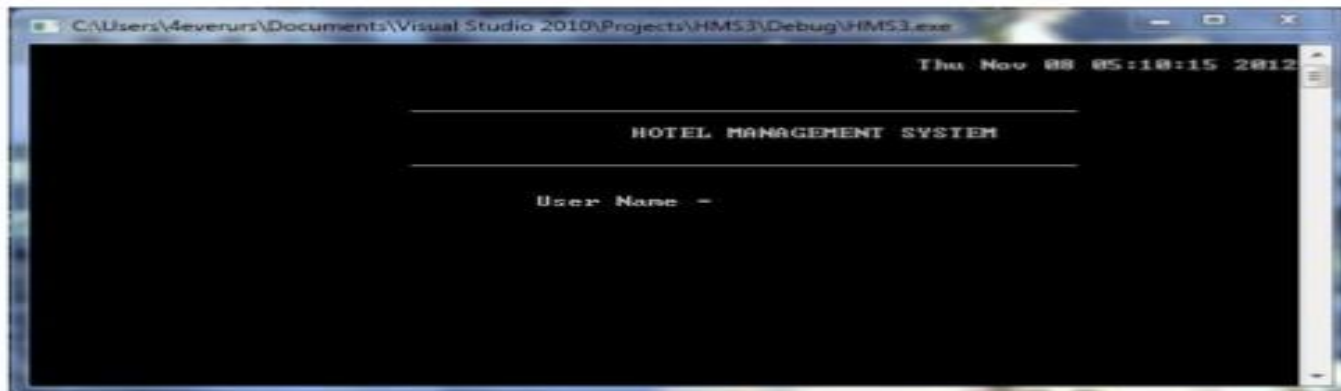 C:\Users\4everurs\Documents\Visual Studio 2010\Projects\HMS3\Debug\HMS3.exe
Thu Nov 08 05:10:15 2012
HOTEL MANAGEMENT SYSTEM
User Name -